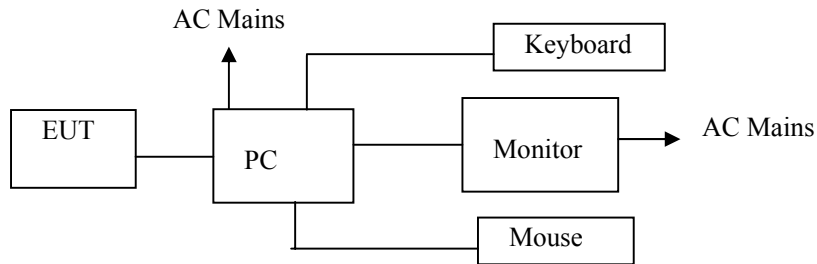 AC Mains
Keyboard
EUT
PC
Monitor
AC Mains
Mouse